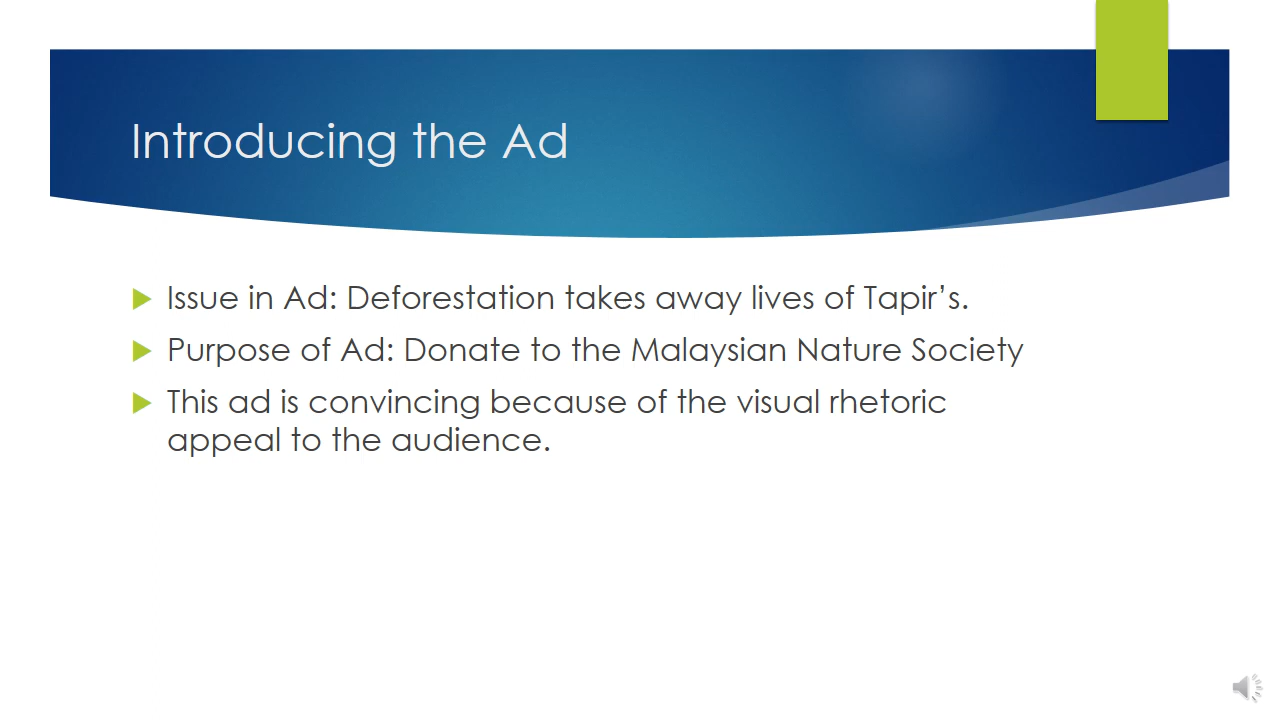 Introducing the Ad
Issue in Ad: Deforestation takes away lives of Tapir’s.
Purpose of Ad: Donate to the Malaysian Nature Society
This ad is convincing because of the visual rhetoric
appeal to the audience.